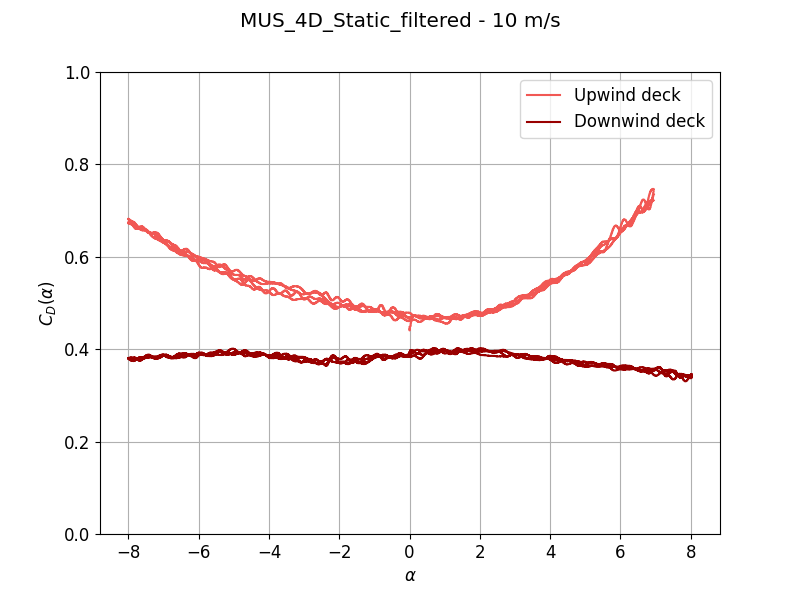 MUS_4D_Static_filtered - 10 m/s
Upwind deck
Downwind deck
1.0
0.8
0.6
0.4
0.2
0.0
C_D(α)
−8 −6 −4 −2 0 2 4 6 8
α